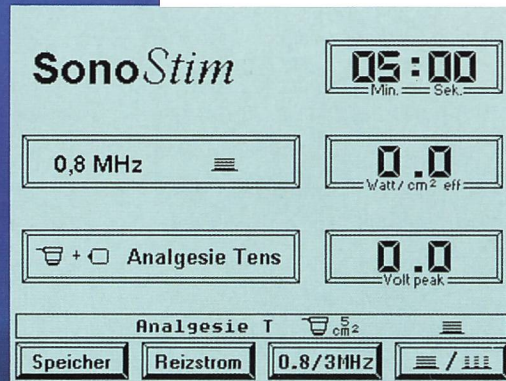 SonoStim
05:00
Min. Sek.
0,8 MHz
0.0
Watt/cm² eff
+ Analgesie Tens
0.0
Volt peak
Analgesie T 5 cm²
Speicher Reizstrom 0.8/3MHz /